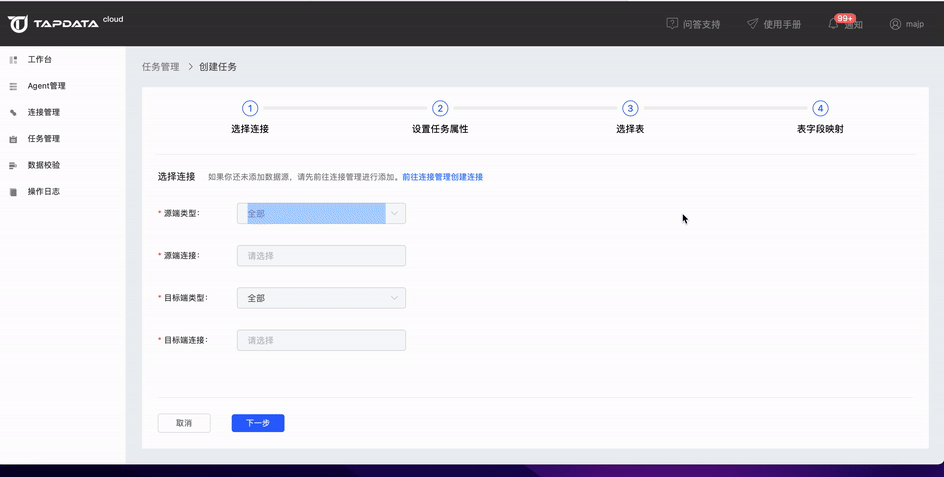 TAPDATA cloud
问答支持 使用手册 99+ 通知 majp
工作台
Agent管理
连接管理
任务管理
数据校验
操作日志
任务管理 > 创建任务
1 2 3 4
选择连接 设置任务属性 选择表 表字段映射
选择连接 如果你还未添加数据源，请先前往连接管理进行添加。前往连接管理创建连接
* 源端类型： 全部
* 源端连接： 请选择
* 目标端类型： 全部
* 目标端连接： 请选择
取消 下一步